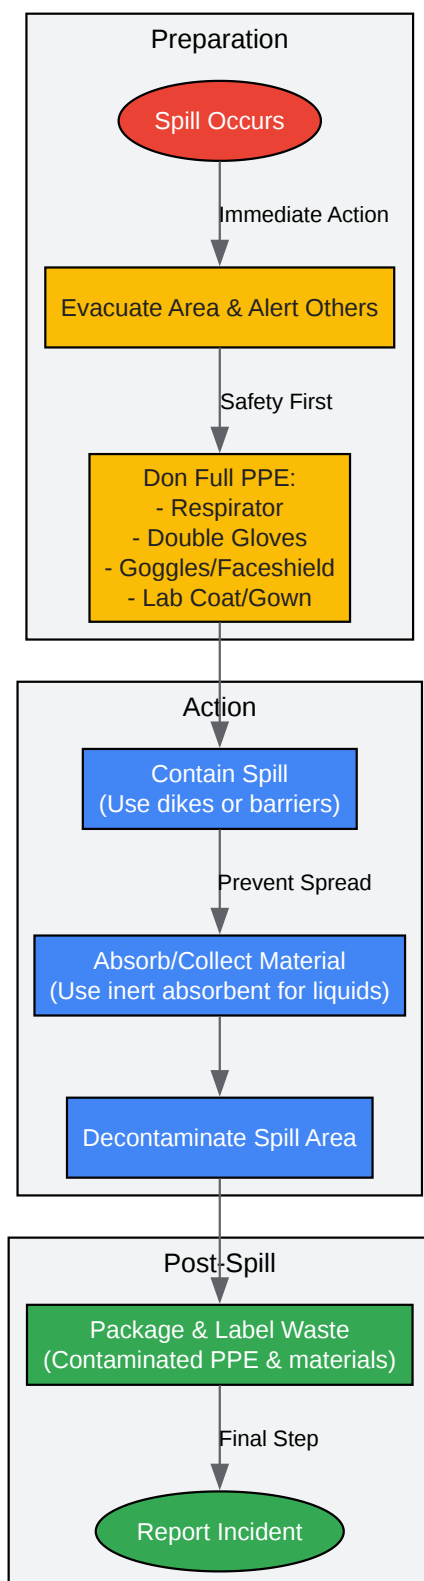 Preparation
Spill Occurs
Immediate Action
Evacuate Area & Alert Others
Safety First
Don Full PPE:
- Respirator
- Double Gloves
- Goggles/Faceshield
- Lab Coat/Gown
Action
Contain Spill
(Use dikes or barriers)
Prevent Spread
Absorb/Collect Material
(Use inert absorbent for liquids)
Decontaminate Spill Area
Post-Spill
Package & Label Waste
(Contaminated PPE & materials)
Final Step
Report Incident